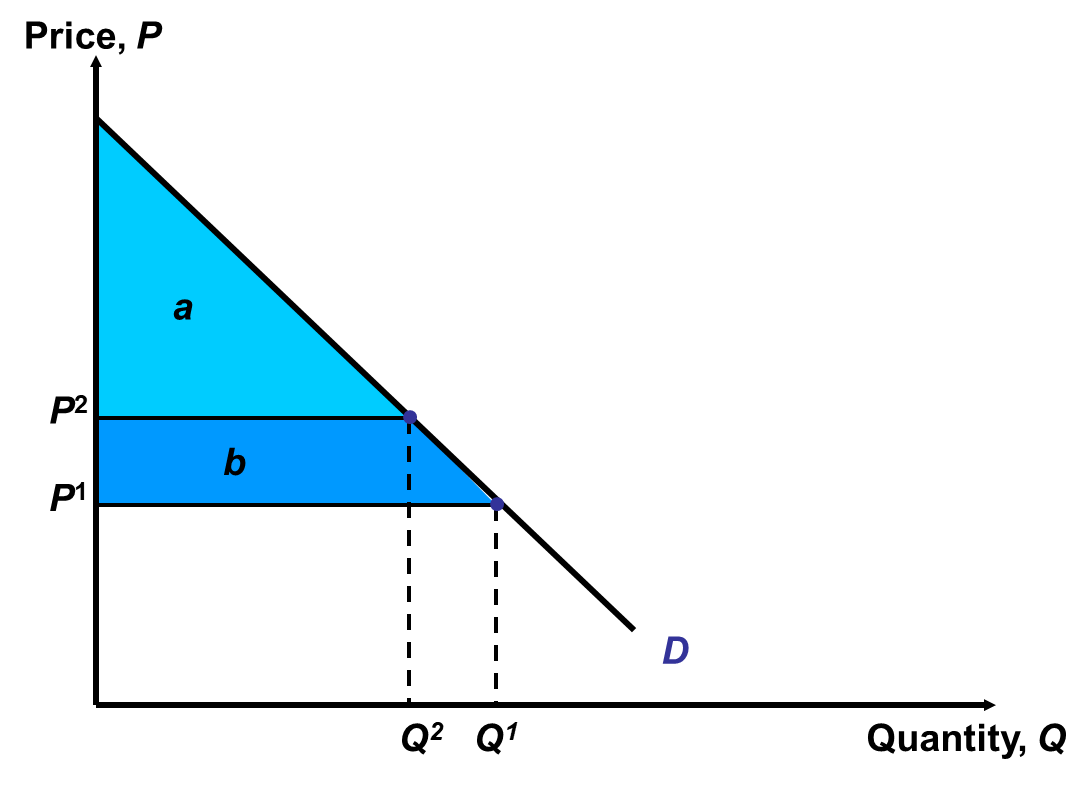 Price, P
a
P²
b
P¹
D
Q² Q¹
Quantity, Q